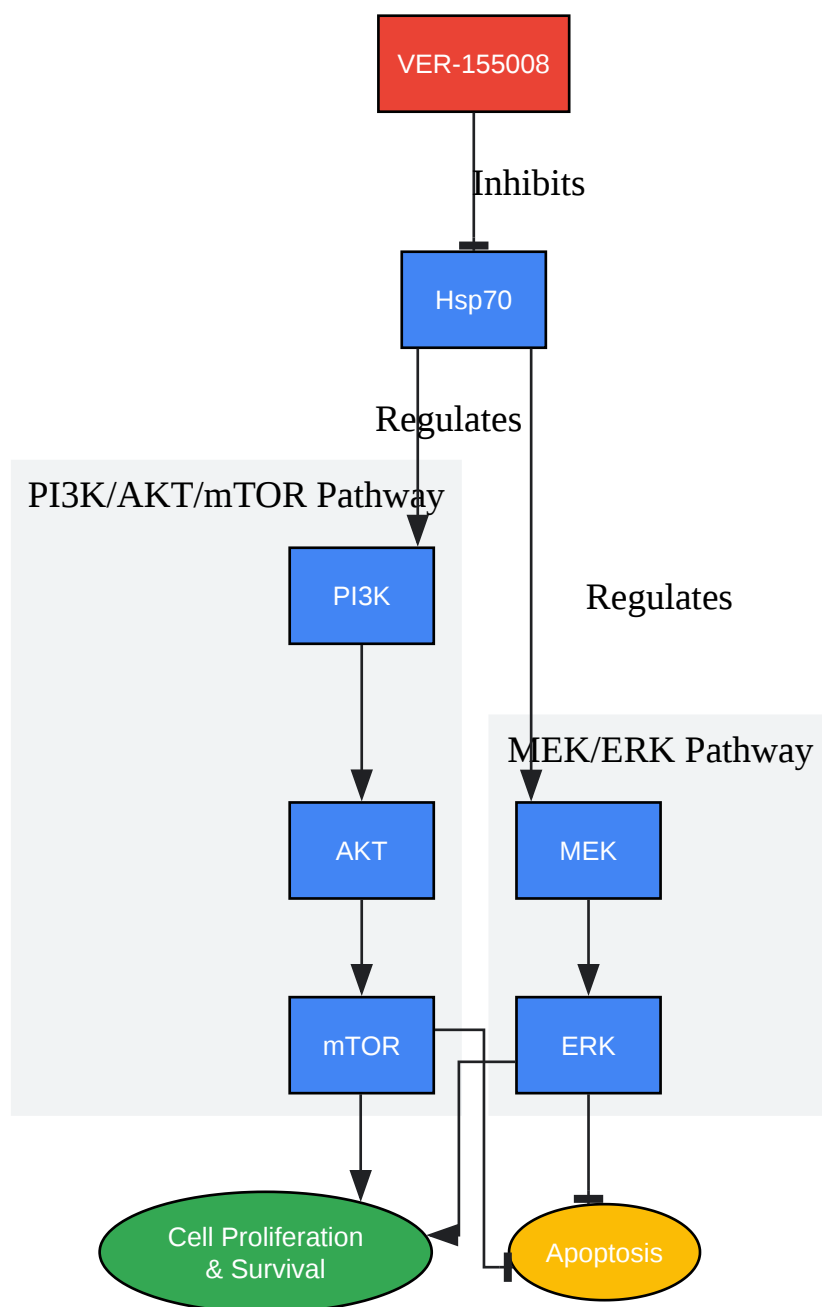 VER-155008
Inhibits
Hsp70
Regulates
PI3K/AKT/mTOR Pathway
PI3K
Regulates
MEK/ERK Pathway
AKT
MEK
mTOR
ERK
Cell Proliferation
& Survival
Apoptosis